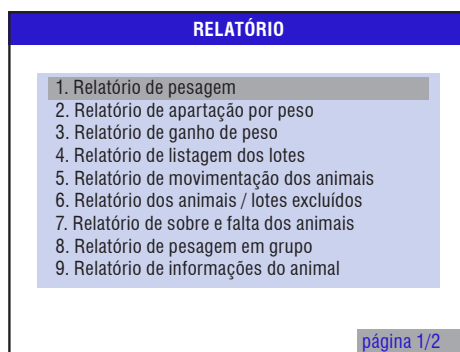 RELATÓRIO
1. Relatório de pesagem
2. Relatório de apartação por peso
3. Relatório de ganho de peso
4. Relatório de listagem dos lotes
5. Relatório de movimentação dos animais
6. Relatório dos animais / lotes excluídos
7. Relatório de sobre e falta dos animais
8. Relatório de pesagem em grupo
9. Relatório de informações do animal
página 1/2